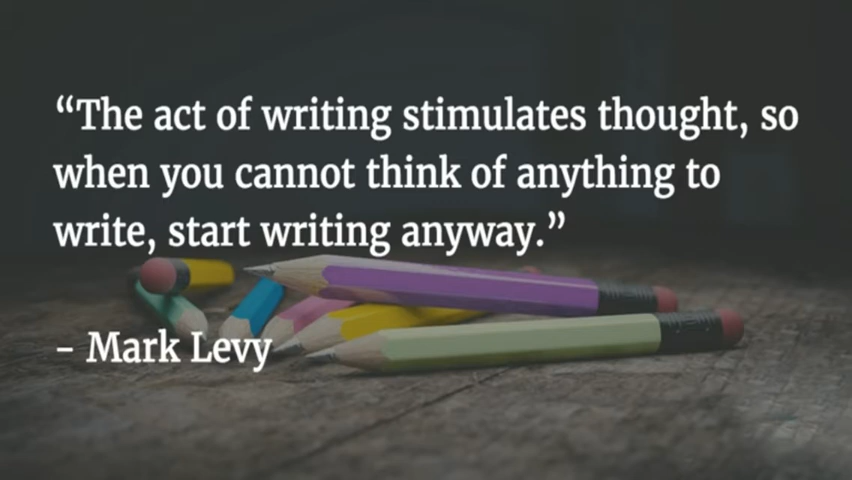 “The act of writing stimulates thought, so
when you cannot think of anything to
write, start writing anyway.”
– Mark Levy